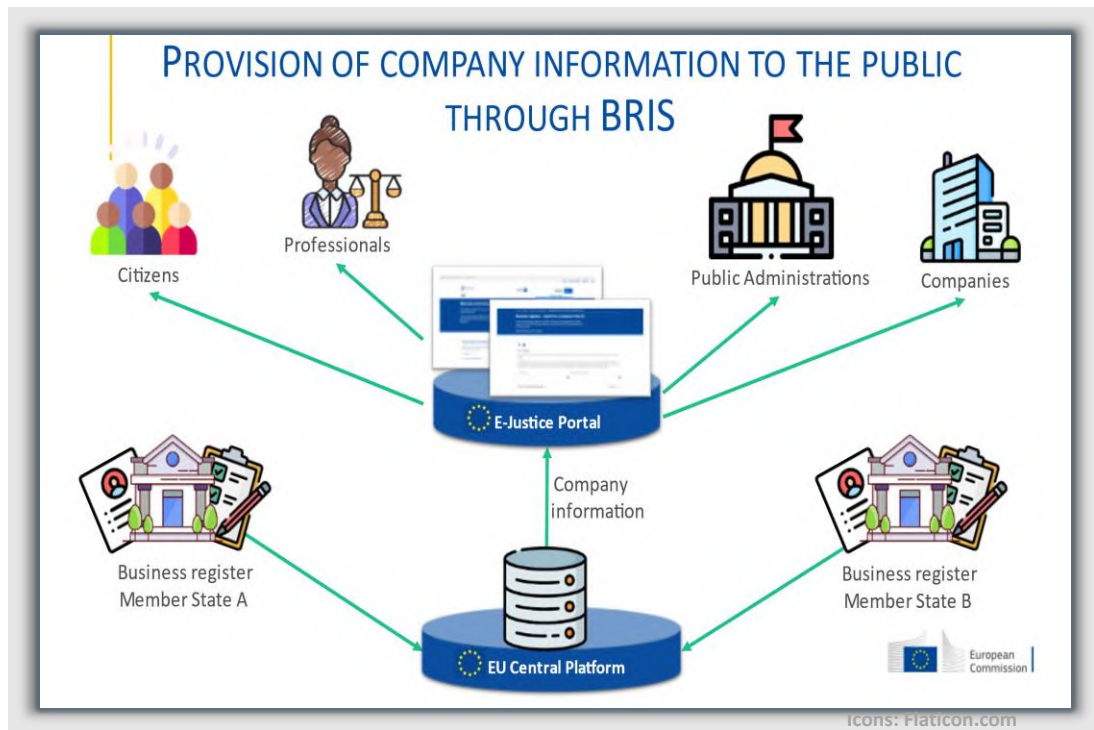 PROVISION OF COMPANY INFORMATION TO THE PUBLIC
THROUGH BRIS
Citizens
Professionals
Public Administrations
Companies
E-Justice Portal
Company
information
Business register
Member State A
Business register
Member State B
EU Central Platform
European
Commission
Icons: Flaticon.com